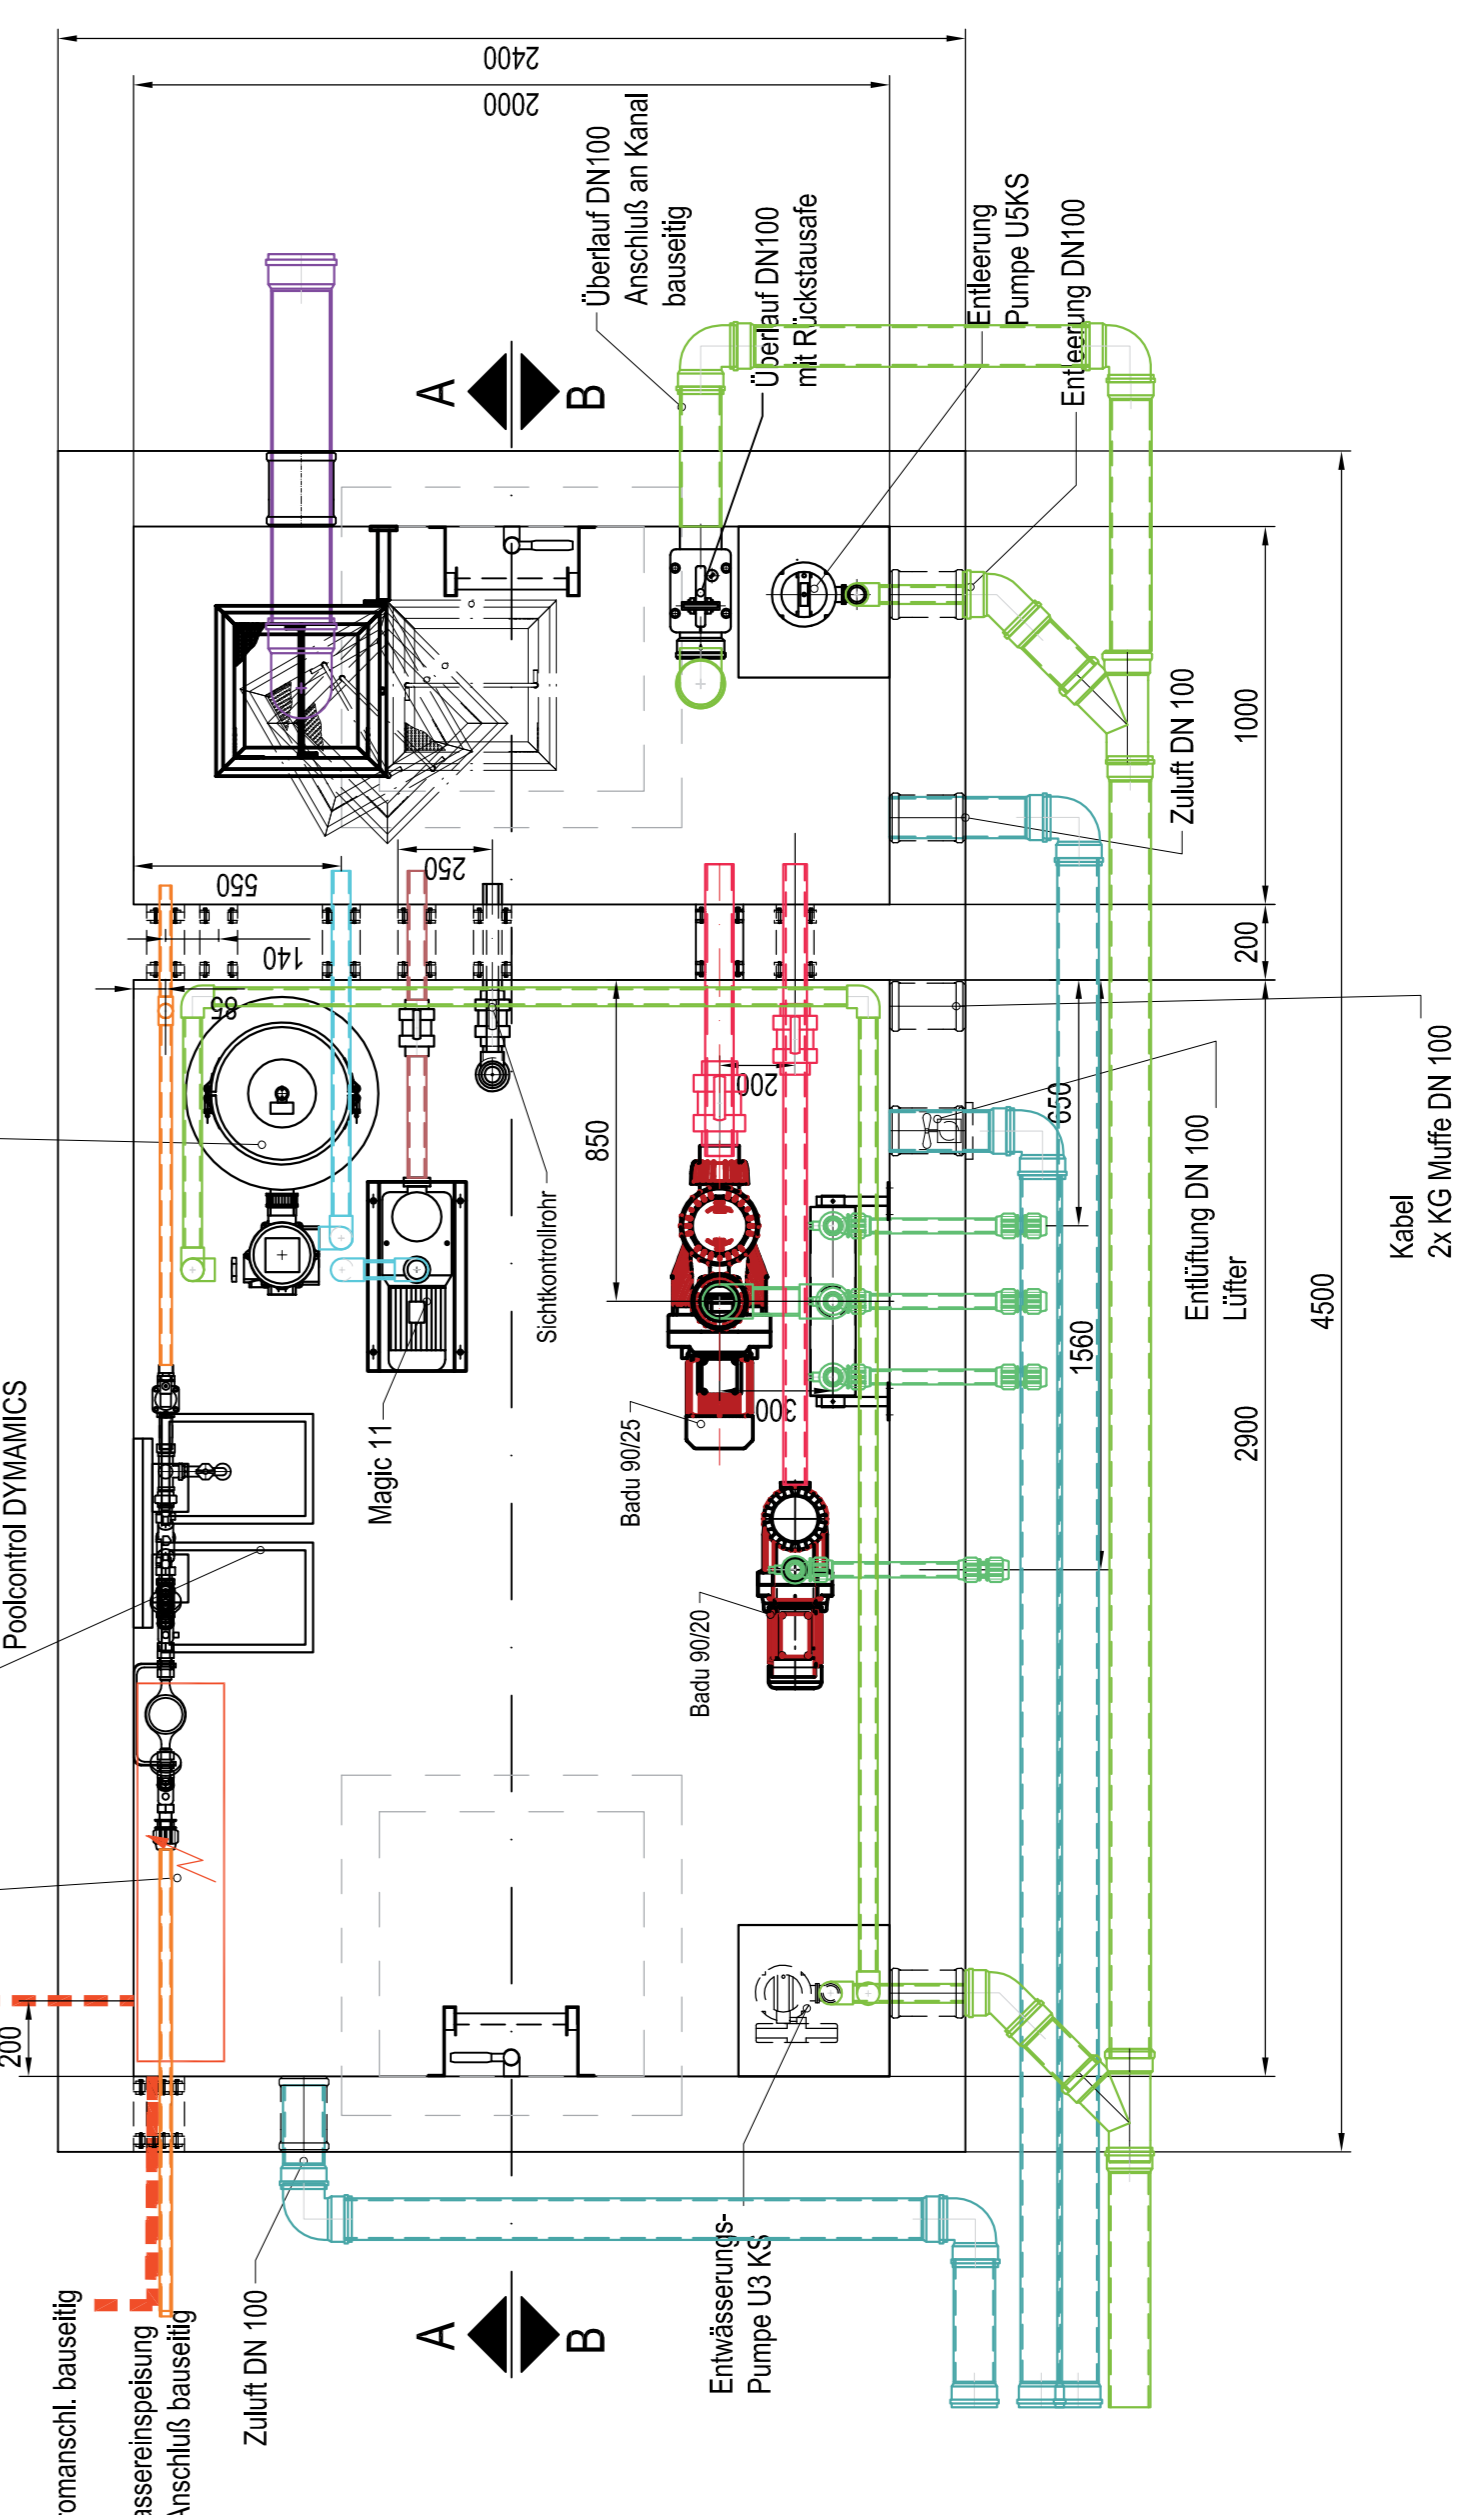 2400
2000
Überlauf DN100
Anschluß an Kanal
bauseitig
Überlauf DN100
mit Rückstausafe
Entleerung
Pumpe U5KS
Entleerung DN100
A
B
Zuluft DN 100
1000
550
250
140
85
200
200
850
650
Sichtkontrollrohr
Entlüftung DN 100
Lüfter
Kabel
2x KG Muffe DN 100
4500
1560
2900
300
Poolcontrol DYMAMICS
Magic 11
Badu 90/25
Badu 90/20
200
romanschl. bauseitig
assereinspeisung
Anschluß bauseitig
Zuluft DN 100
A
B
Entwässerungs-
Pumpe U3 KS